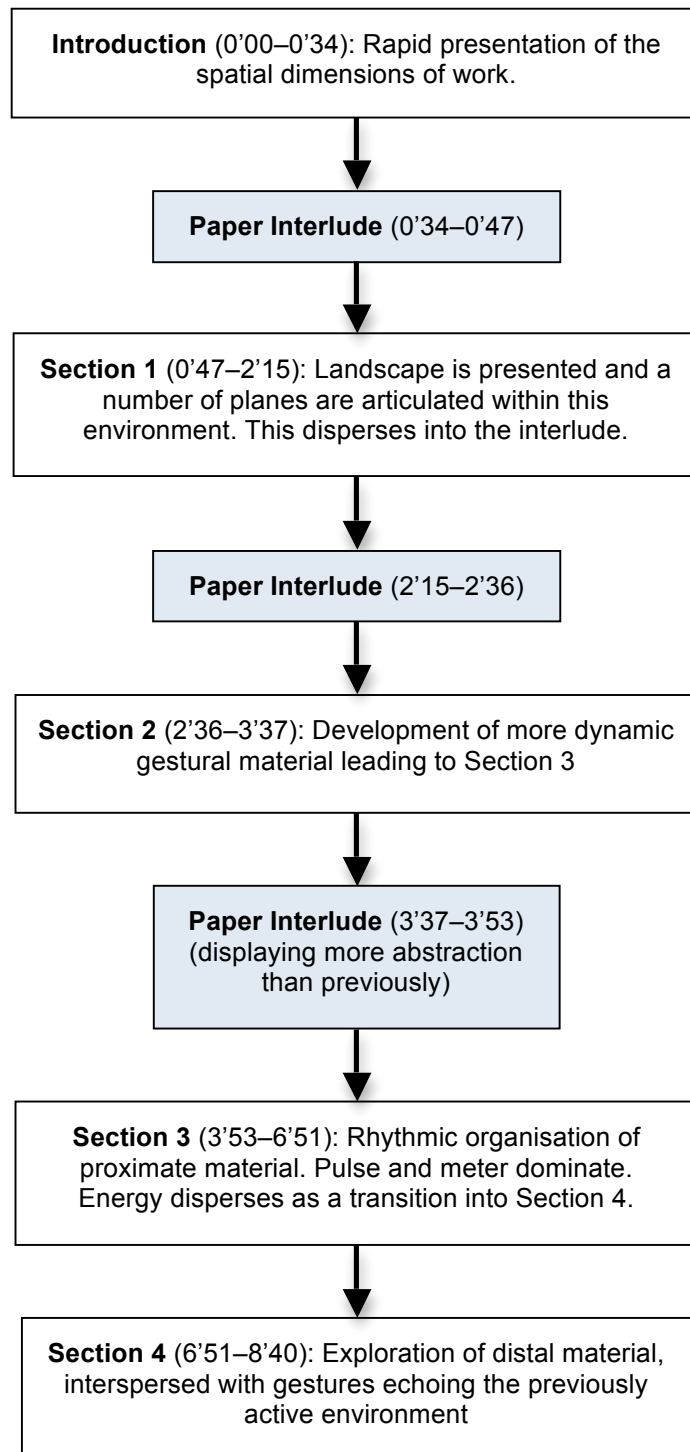 Introduction (0’00–0’34): Rapid presentation of the
spatial dimensions of work.
Paper Interlude (0’34–0’47)
Section 1 (0’47–2’15): Landscape is presented and a
number of planes are articulated within this
environment. This disperses into the interlude.
Paper Interlude (2’15–2’36)
Section 2 (2’36–3’37): Development of more dynamic
gestural material leading to Section 3
Paper Interlude (3’37–3’53)
(displaying more abstraction
than previously)
Section 3 (3’53–6’51): Rhythmic organisation of
proximate material. Pulse and meter dominate.
Energy disperses as a transition into Section 4.
Section 4 (6’51–8’40): Exploration of distal material,
interspersed with gestures echoing the previously
active environment